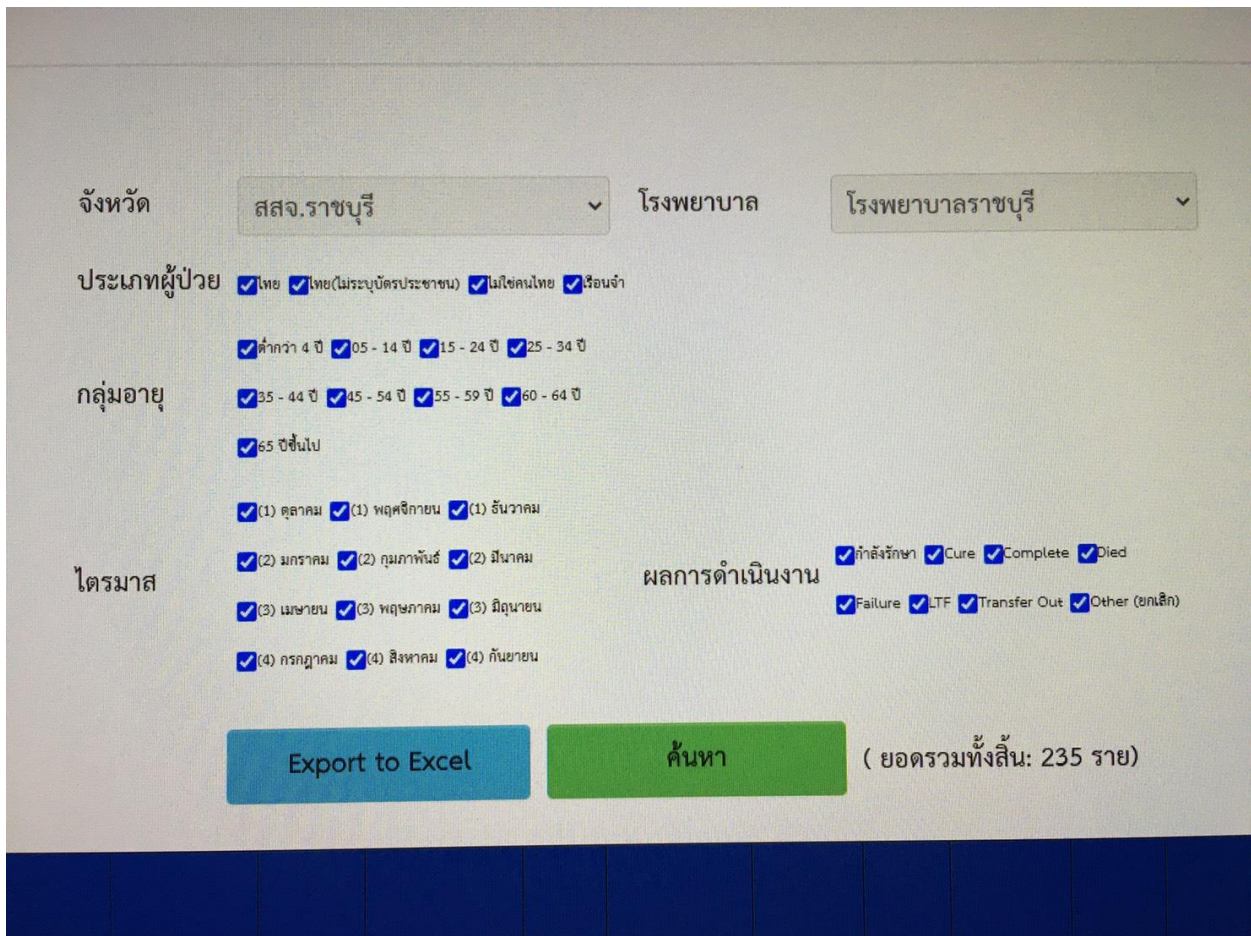 จังหวัด สสจ.ราชบุรี โรงพยาบาล โรงพยาบาลราชบุรี
ประเภทผู้ป่วย ไทย ไทย(ไม่ระบุบัตรประชาชน) ไม่ใช่คนไทย เรือนจำ
ต่ำกว่า 4 ปี 05 - 14 ปี 15 - 24 ปี 25 - 34 ปี
กลุ่มอายุ 35 - 44 ปี 45 - 54 ปี 55 - 59 ปี 60 - 64 ปี
65 ปีขึ้นไป
(1) ตุลาคม (1) พฤศจิกายน (1) ธันวาคม
(2) มกราคม (2) กุมภาพันธ์ (2) มีนาคม
ไตรมาส
(3) เมษายน (3) พฤษภาคม (3) มิถุนายน
(4) กรกฎาคม (4) สิงหาคม (4) กันยายน
ผลการดำเนินงาน
กำลังรักษา Cure Complete Died
Failure LTF Transfer Out Other (ยกเลิก)
Export to Excel ค้นหา ( ยอดรวมทั้งสิ้น: 235 ราย)